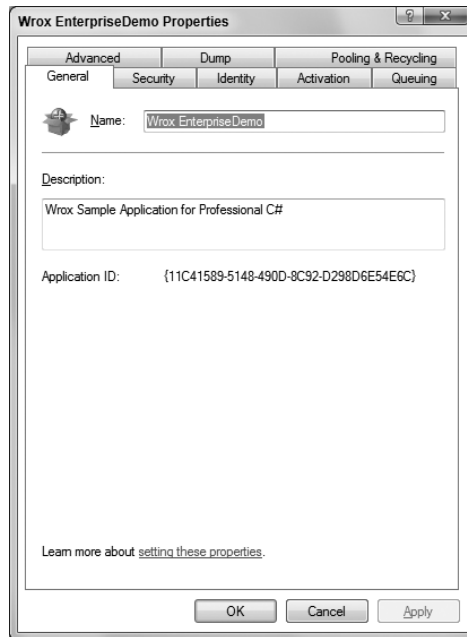 Wrox EnterpriseDemo Properties
Advanced Dump Pooling & Recycling
General Security Identity Activation Queuing
Name: Wrox EnterpriseDemo
Description:
Wrox Sample Application for Professional C#
Application ID: {11C41589-5148-490D-8C92-D298D6E54E6C}
Learn more about setting these properties.
OK Cancel Apply